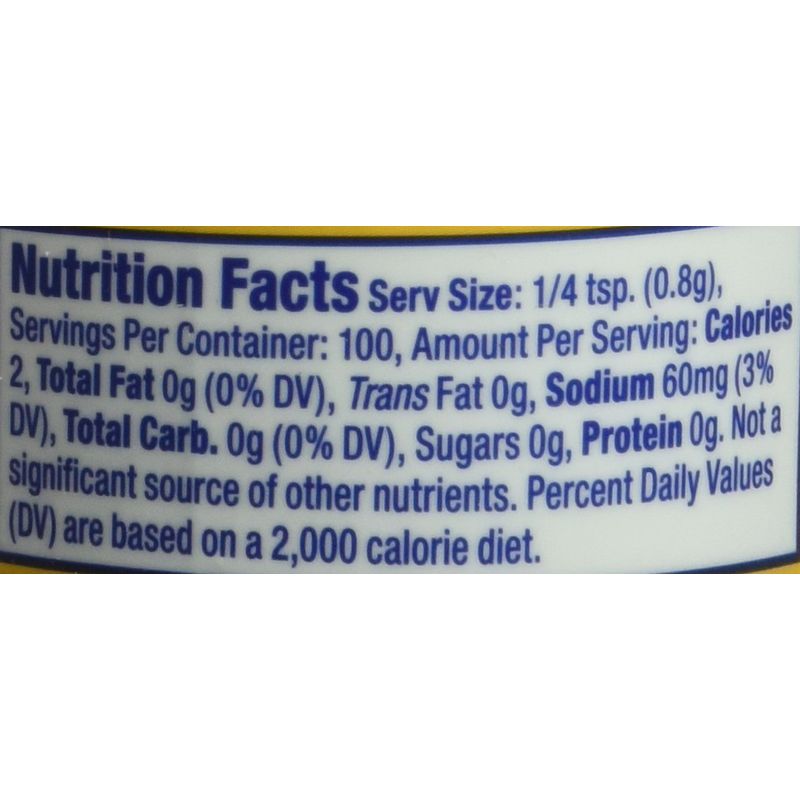 Nutrition Facts Serv Size: 1/4 tsp. (0.8g),
Servings Per Container: 100, Amount Per Serving: Calories
2, Total Fat 0g (0% DV), Trans Fat 0g, Sodium 60mg (3%
DV), Total Carb. 0g (0% DV), Sugars 0g, Protein 0g. Not a
significant source of other nutrients. Percent Daily Values
(DV) are based on a 2,000 calorie diet.